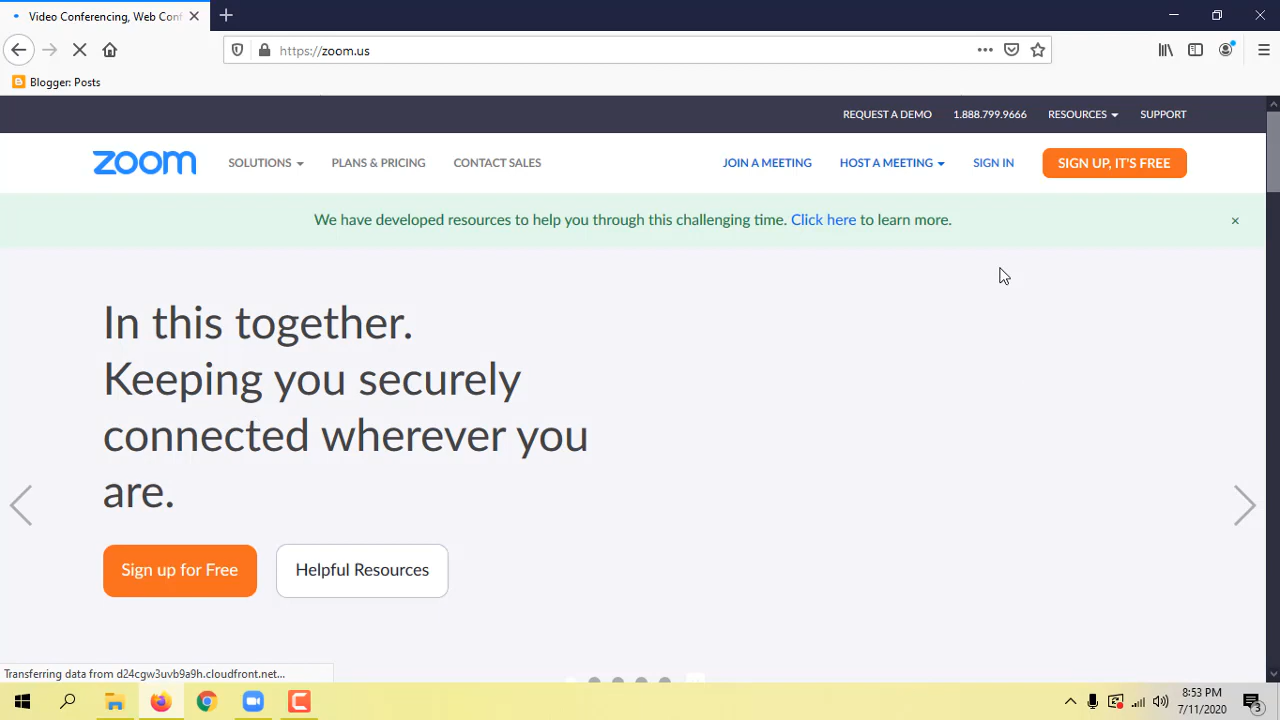 Video Conferencing, Web Conf
https://zoom.us
Blogger: Posts
REQUEST A DEMO 1.888.799.9666 RESOURCES SUPPORT
zoom SOLUTIONS PLANS & PRICING CONTACT SALES JOIN A MEETING HOST A MEETING SIGN IN SIGN UP, IT'S FREE
We have developed resources to help you through this challenging time. Click here to learn more.
In this together.
Keeping you securely
connected wherever you
are.
Sign up for Free Helpful Resources
Transferring data from d24cgw3uvb9a9h.cloudfront.net...
8:53 PM
7/11/2020
3